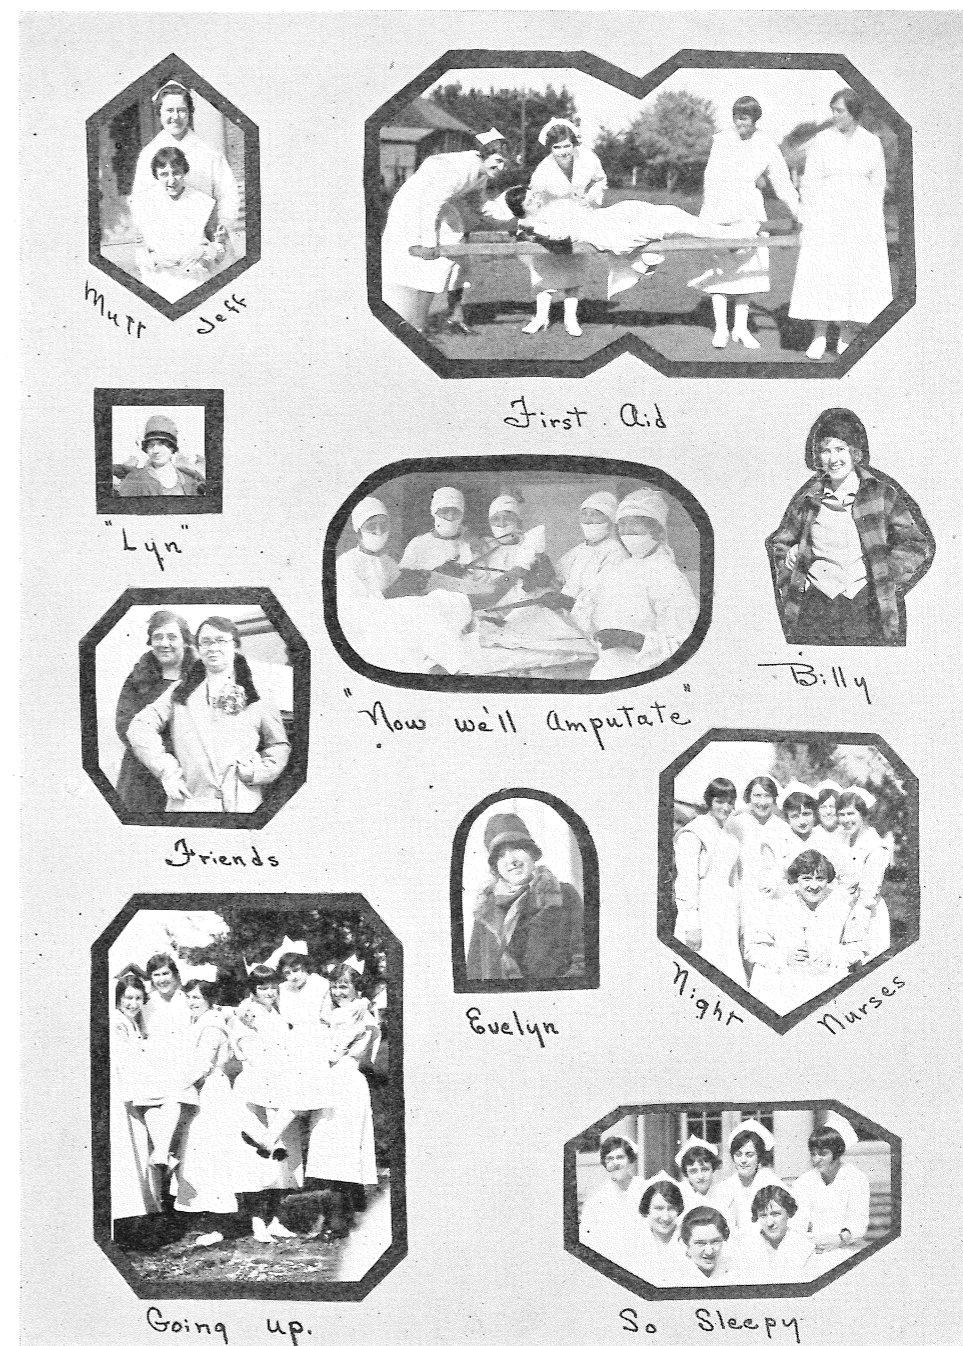 Mutt Jeff
First Aid
"Lyn"
"Now we'll Amputate"
Billy
Friends
Evelyn
Night Nurses
Going up.
So Sleepy